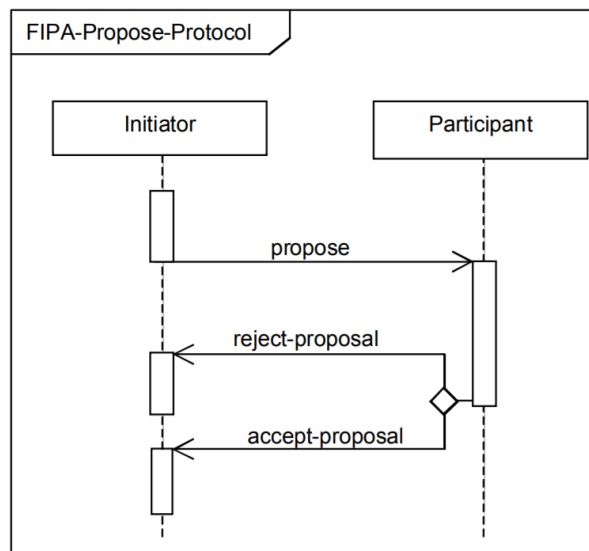 FIPA-Propose-Protocol
Initiator
Participant
propose
reject-proposal
accept-proposal